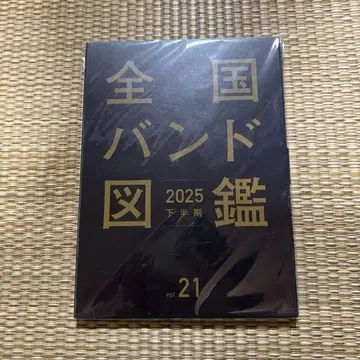 全国
バンド
図鑑
2025
下半期
vol.21